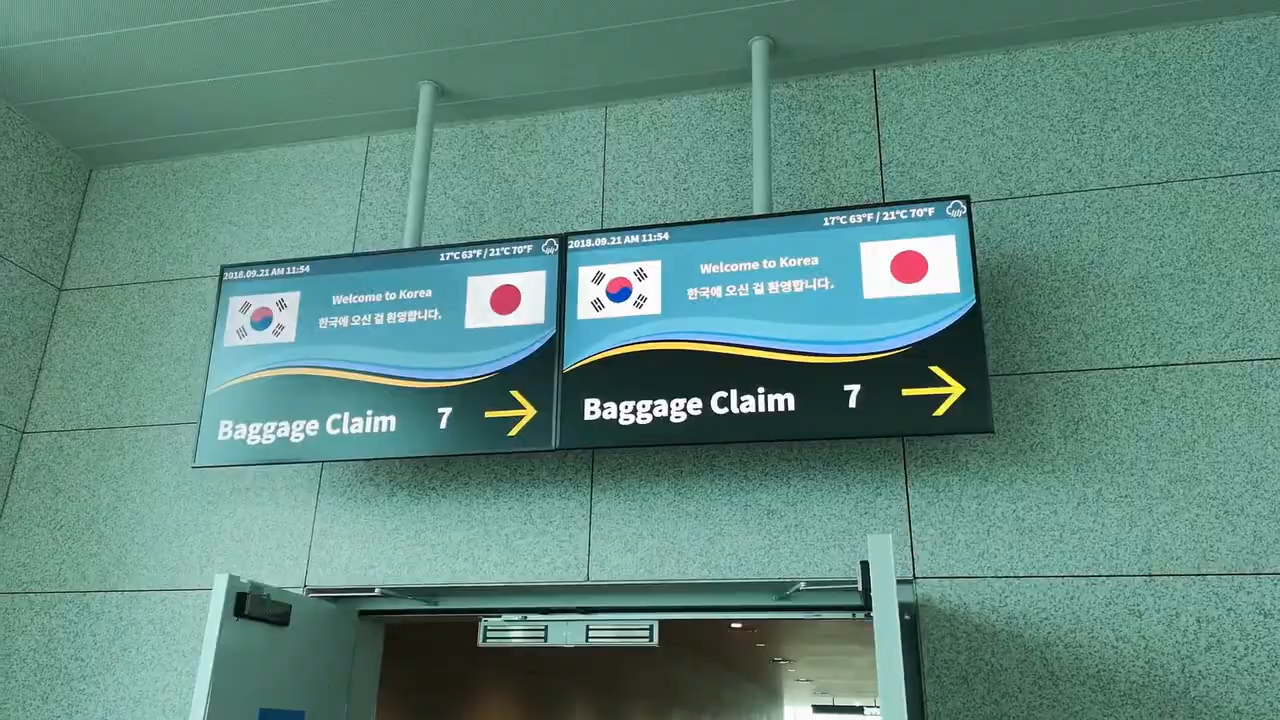 2018.09.21 AM 11:54
17°C 63°F / 21°C 70°F
Welcome to Korea
한국에 오신 걸 환영합니다.
Baggage Claim 7
2018.09.21 AM 11:54
17°C 63°F / 21°C 70°F
Welcome to Korea
한국에 오신 걸 환영합니다.
Baggage Claim 7